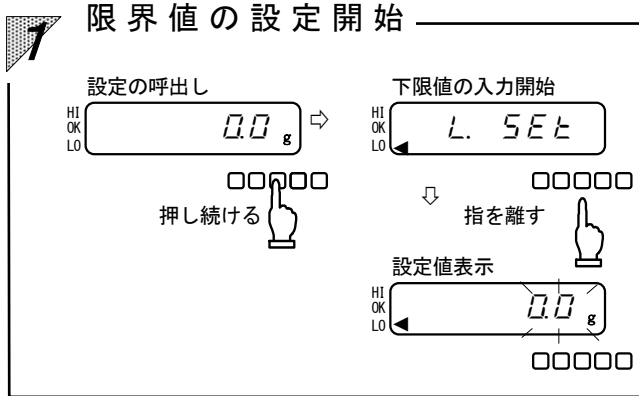 1 限界値の設定開始
設定の呼出し
HI
OK
LO
0.0 g
押し続ける
下限値の入力開始
HI
OK
LO
L. SEt
指を離す
設定値表示
HI
OK
LO
0.0 g